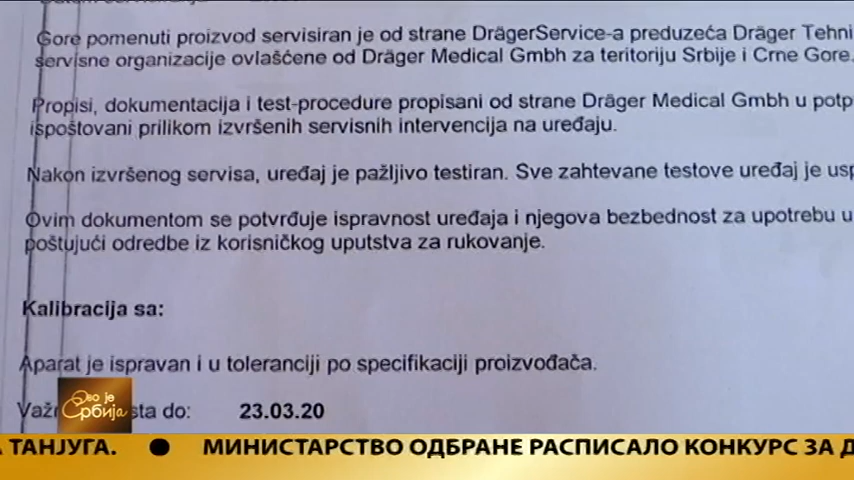 Gore pomenuti proizvod servisiran je od strane DrägerService-a preduzeća Dräger Tehni
servisne organizacije ovlašćene od Dräger Medical Gmbh za teritoriju Srbije i Crne Gore.
Propisi, dokumentacija i test-procedure propisani od strane Dräger Medical Gmbh u potp
ispoštovani prilikom izvršenih servisnih intervencija na uređaju.
Nakon izvršenog servisa, uređaj je pažljivo testiran. Sve zahtevane testove uređaj je usp
Ovim dokumentom se potvrđuje ispravnost uređaja i njegova bezbednost za upotrebu u
poštujući odredbe iz korisničkog uputstva za rukovanje.
Kalibracija sa:
Aparat je ispravan i u toleranciji po specifikaciji proizvođača.
Važn sta do: 23.03.20
Ово је
Србија
А ТАНЈУГА. ● МИНИСТАРСТВО ОДБРАНЕ РАСПИСАЛО КОНКУРС ЗА Д